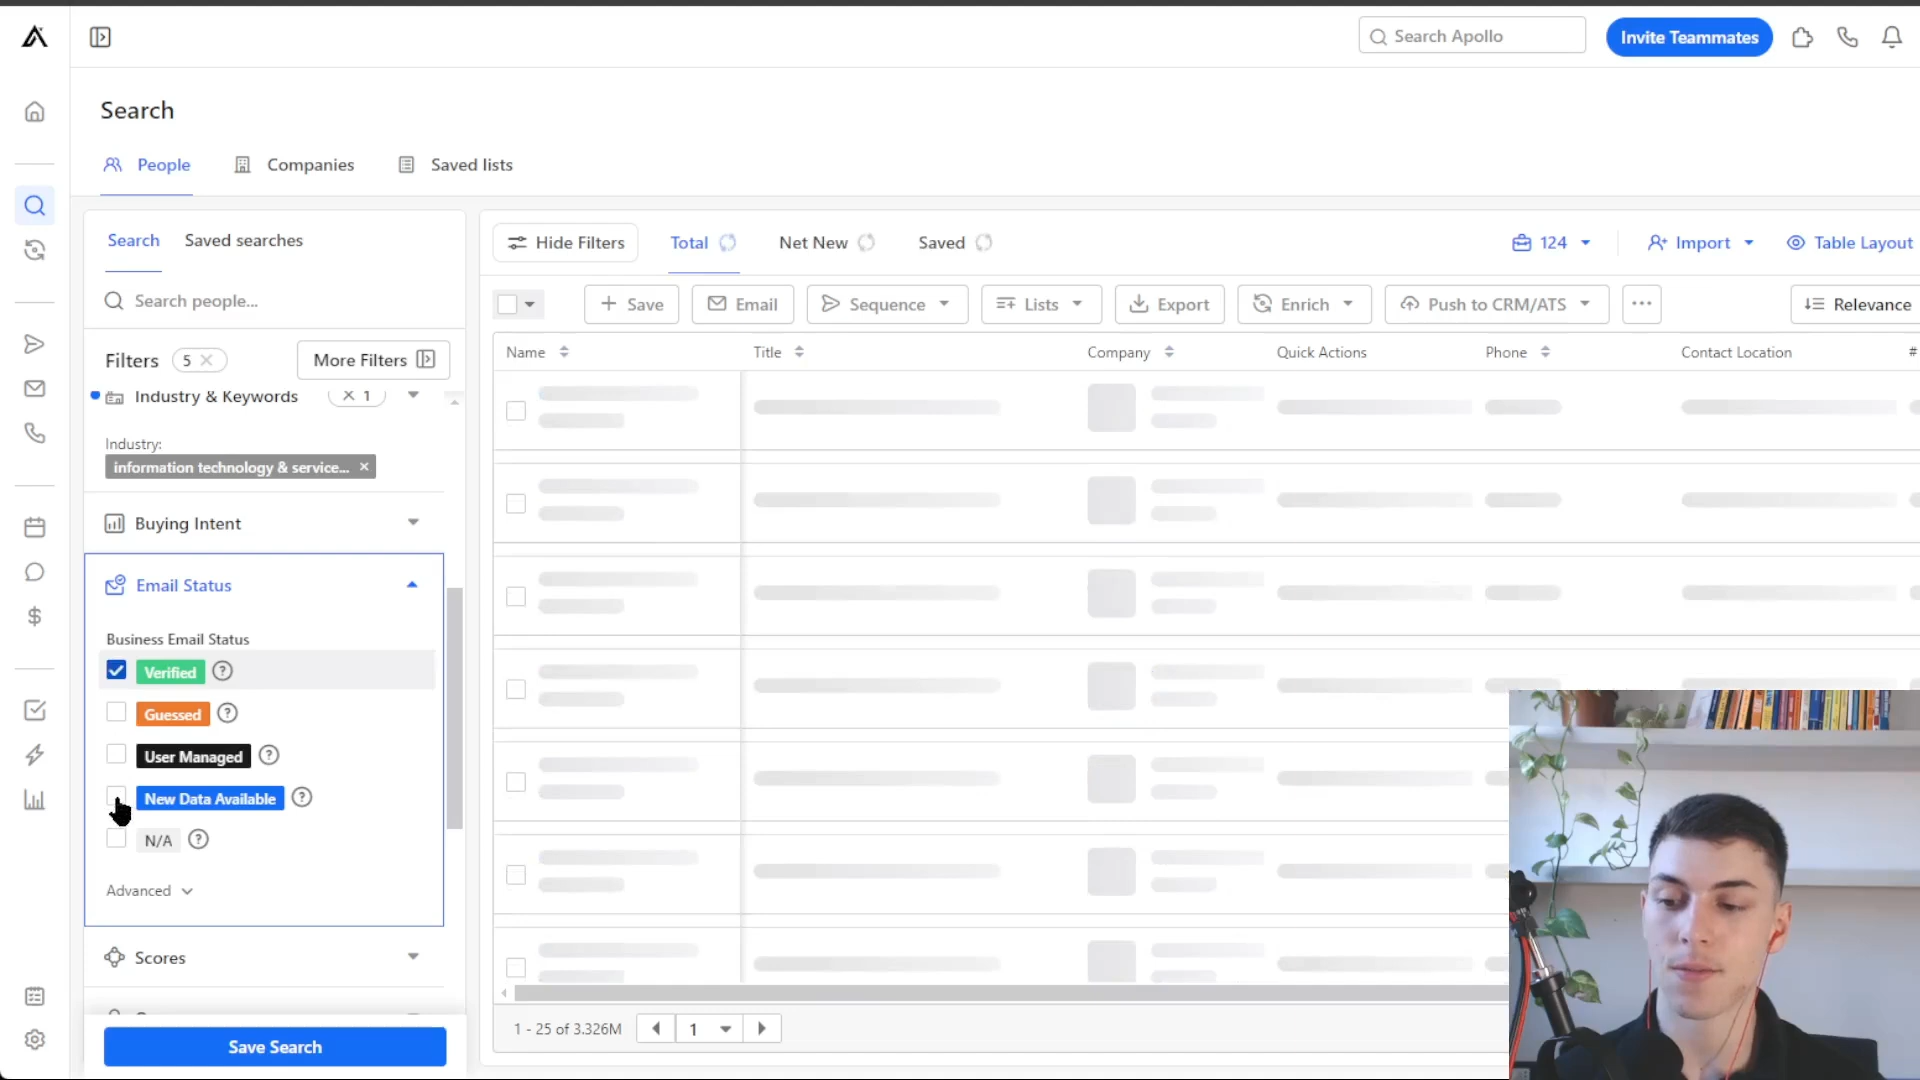 Search Apollo
Invite Teammates
Search
People
Companies
Saved lists
Search
Saved searches
Hide Filters
Total
Net New
Saved
124
Import
Table Layout
Search people...
Save
Email
Sequence
Lists
Export
Enrich
Push to CRM/ATS
Relevance
Filters
5
More Filters
Name
Title
Company
Quick Actions
Phone
Contact Location
#
Industry & Keywords
1
Industry:
information technology & service...
Buying Intent
Email Status
Business Email Status
Verified
Guessed
User Managed
New Data Available
N/A
Advanced
Scores
Save Search
1 - 25 of 3.326M
1